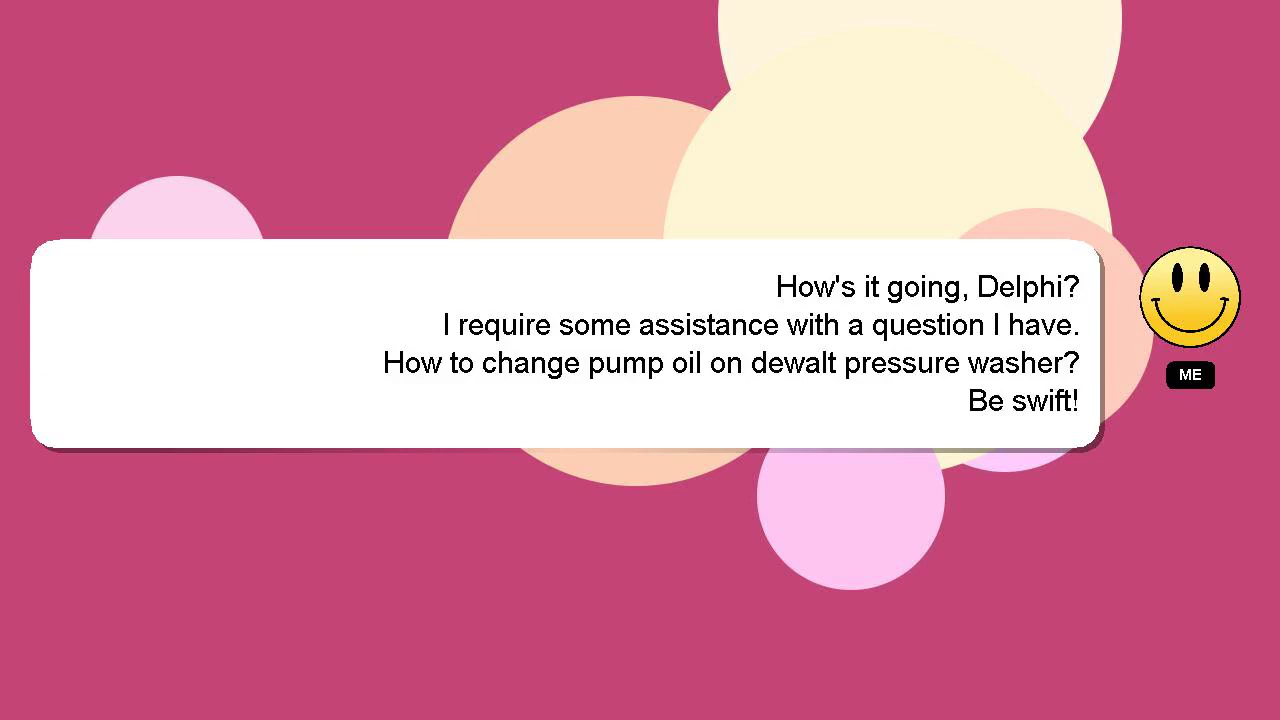 How's it going, Delphi?
I require some assistance with a question I have.
How to change pump oil on dewalt pressure washer?
Be swift!
ME